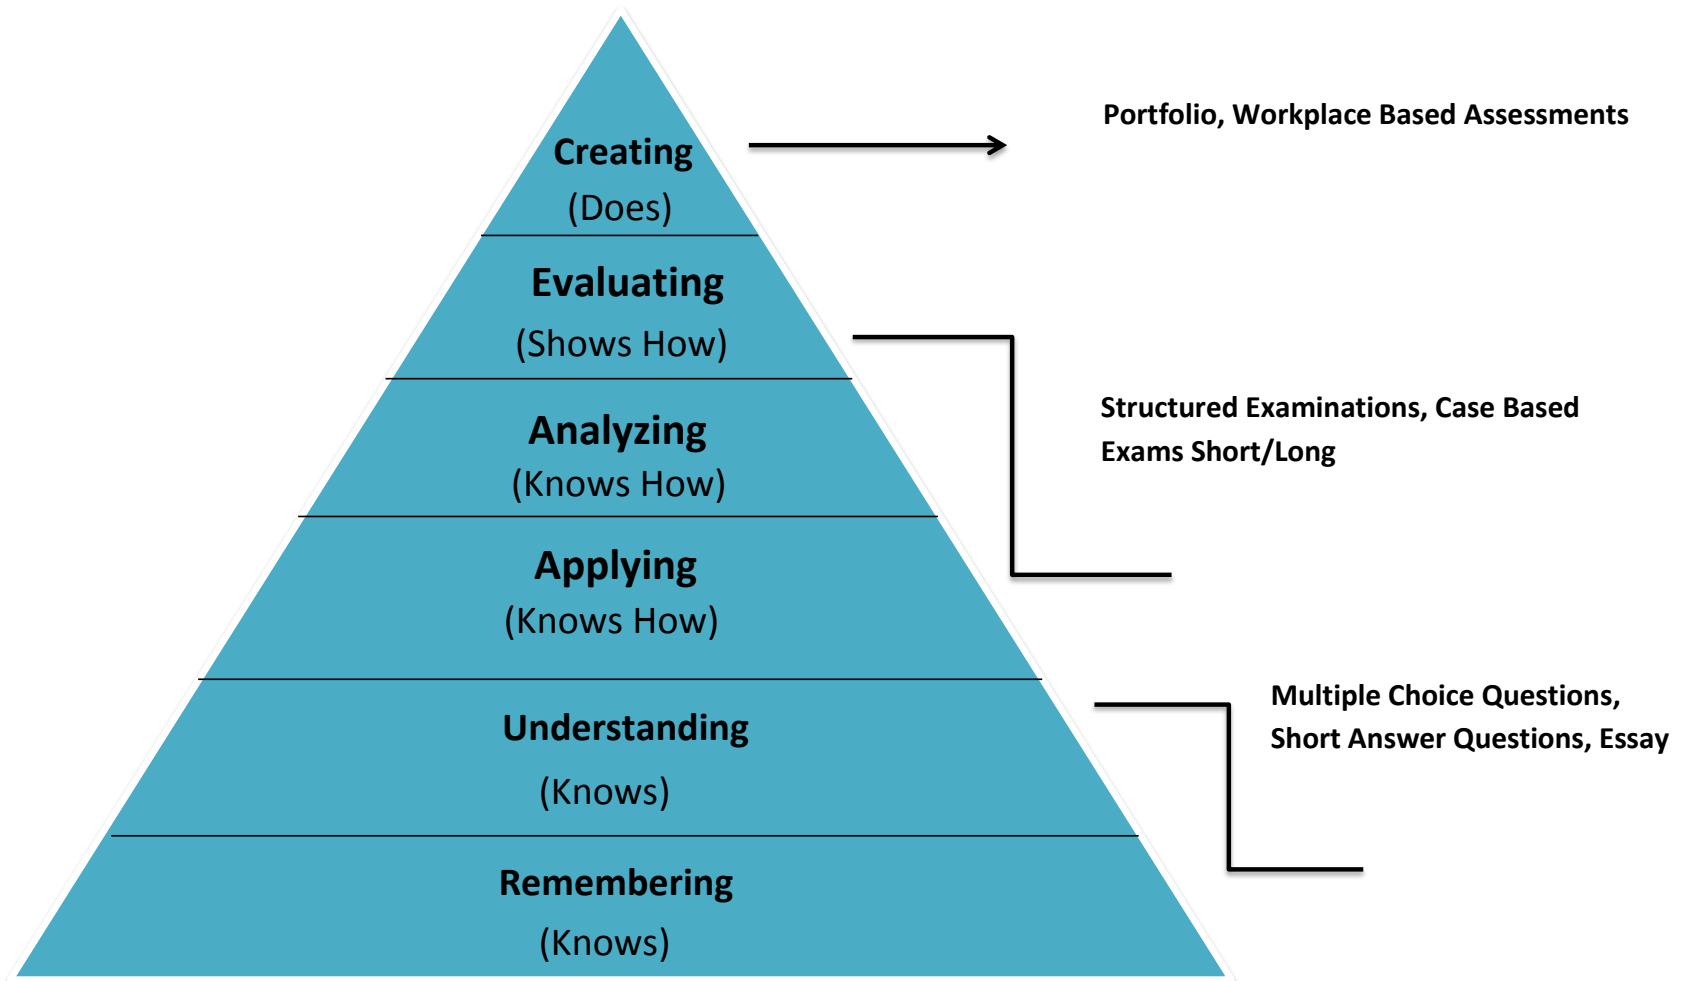 Portfolio, Workplace Based Assessments
Creating
(Does)
Evaluating
(Shows How)
Structured Examinations, Case Based
Exams Short/Long
Analyzing
(Knows How)
Applying
(Knows How)
Multiple Choice Questions,
Short Answer Questions, Essay
Understanding
(Knows)
Remembering
(Knows)